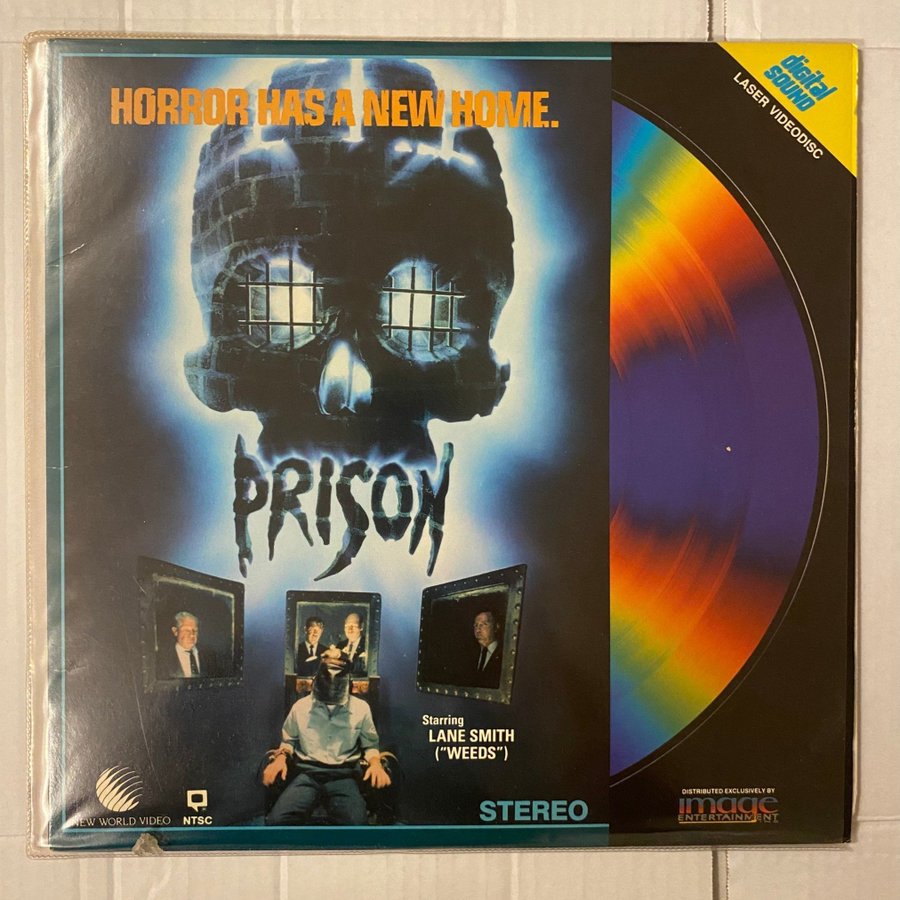 HORROR HAS A NEW HOME.
digital
SOUND
LASER VIDEODISC
PRISON
Starring
LANE SMITH
("WEEDS")
NEW WORLD VIDEO
NTSC
STEREO
DISTRIBUTED EXCLUSIVELY BY
image
ENTERTAINMENT